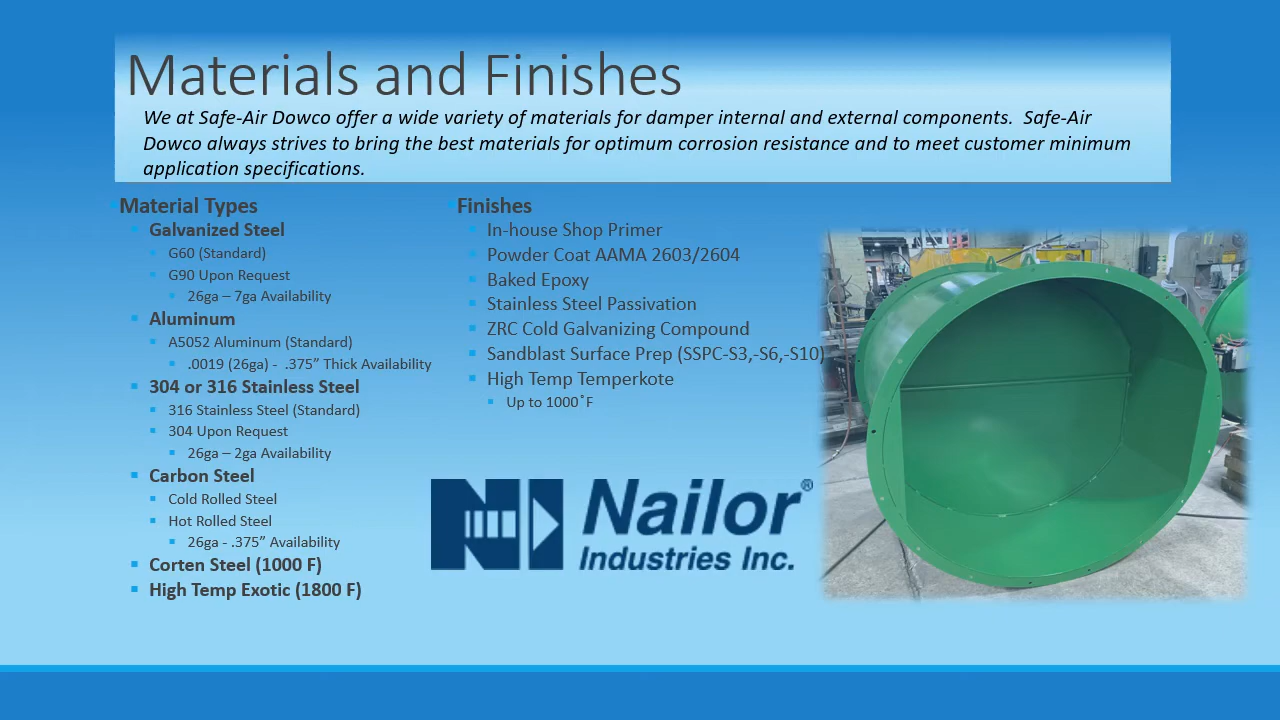 Materials and Finishes
We at Safe-Air Dowco offer a wide variety of materials for damper internal and external components.  Safe-Air
Dowco always strives to bring the best materials for optimum corrosion resistance and to meet customer minimum
application specifications.
Material Types
Galvanized Steel
G60 (Standard)
G90 Upon Request
26ga – 7ga Availability
Aluminum
A5052 Aluminum (Standard)
.0019 (26ga) -  .375” Thick Availability
304 or 316 Stainless Steel
316 Stainless Steel (Standard)
304 Upon Request
26ga – 2ga Availability
Carbon Steel
Cold Rolled Steel
Hot Rolled Steel
26ga - .375” Availability
Corten Steel (1000 F)
High Temp Exotic (1800 F)
Finishes
In-house Shop Primer
Powder Coat AAMA 2603/2604
Baked Epoxy
Stainless Steel Passivation
ZRC Cold Galvanizing Compound
Sandblast Surface Prep (SSPC-S3,-S6,-S10)
High Temp Temperkote
Up to 1000˚F
Nailor®
Industries Inc.